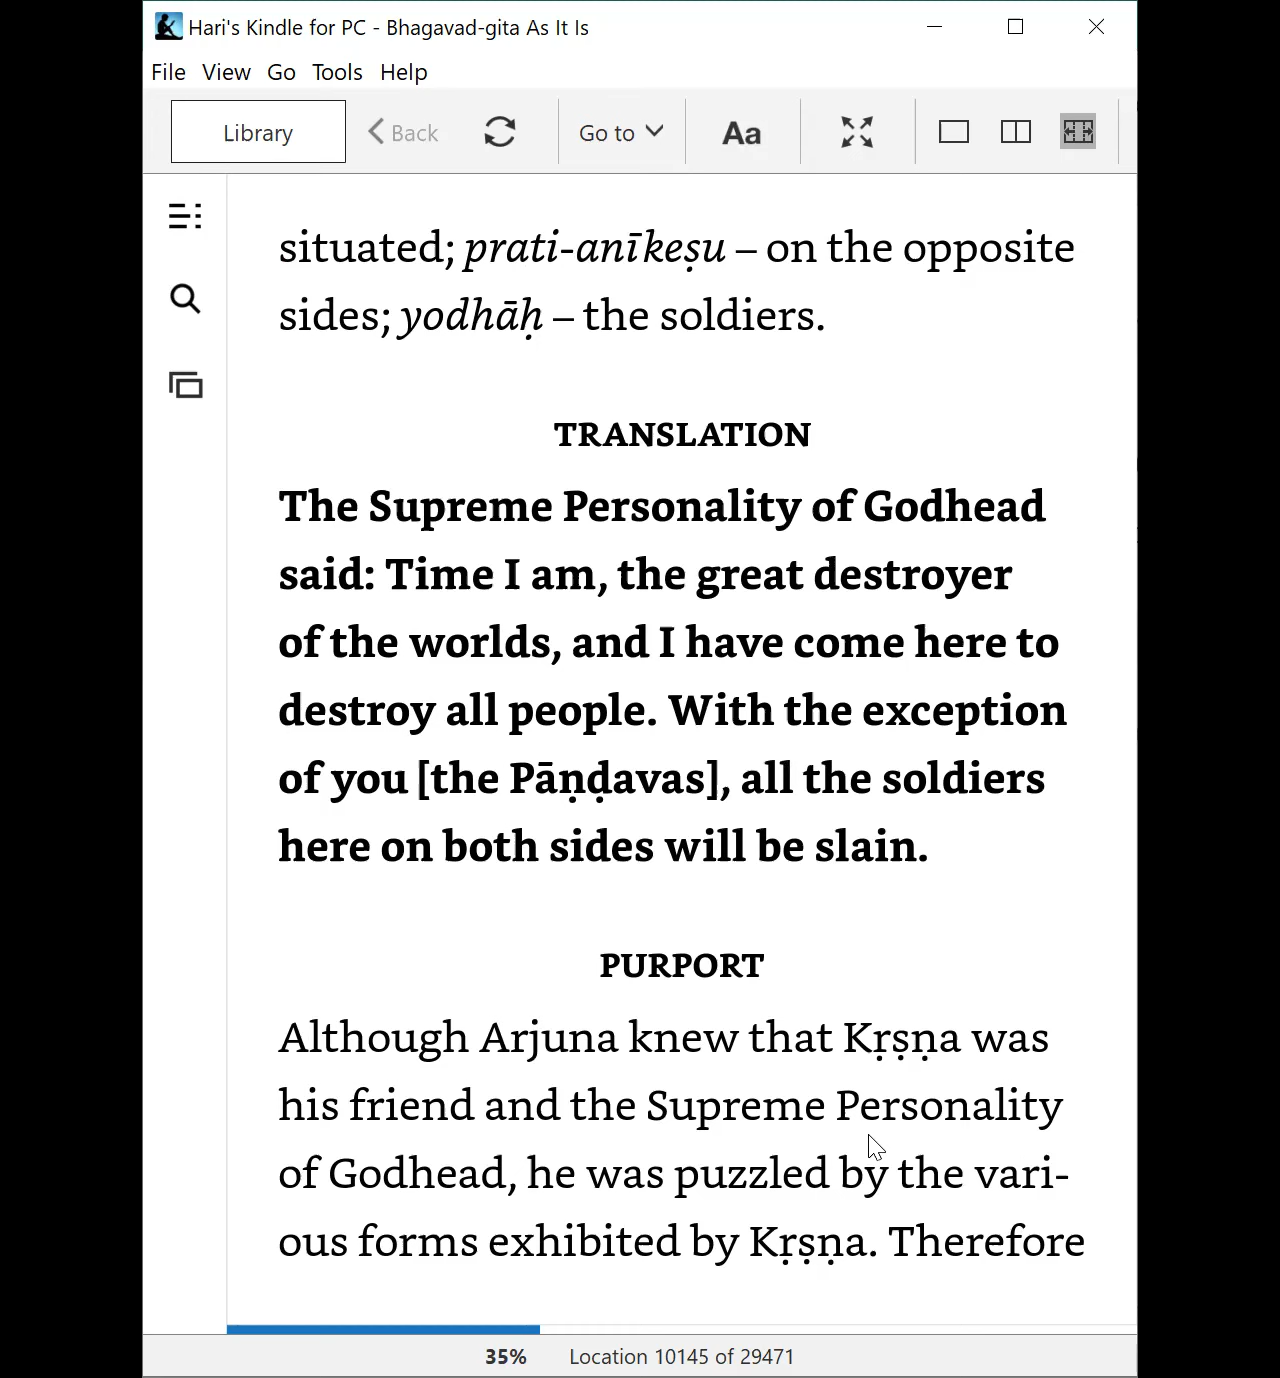 Hari's Kindle for PC - Bhagavad-gita As It Is
File View Go Tools Help
Library Back Go to Aa
situated; prati-anīkeṣu – on the opposite
sides; yodhāḥ – the soldiers.
TRANSLATION
The Supreme Personality of Godhead
said: Time I am, the great destroyer
of the worlds, and I have come here to
destroy all people. With the exception
of you [the Pāṇḍavas], all the soldiers
here on both sides will be slain.
PURPORT
Although Arjuna knew that Kṛṣṇa was
his friend and the Supreme Personality
of Godhead, he was puzzled by the vari-
ous forms exhibited by Kṛṣṇa. Therefore
35% Location 10145 of 29471